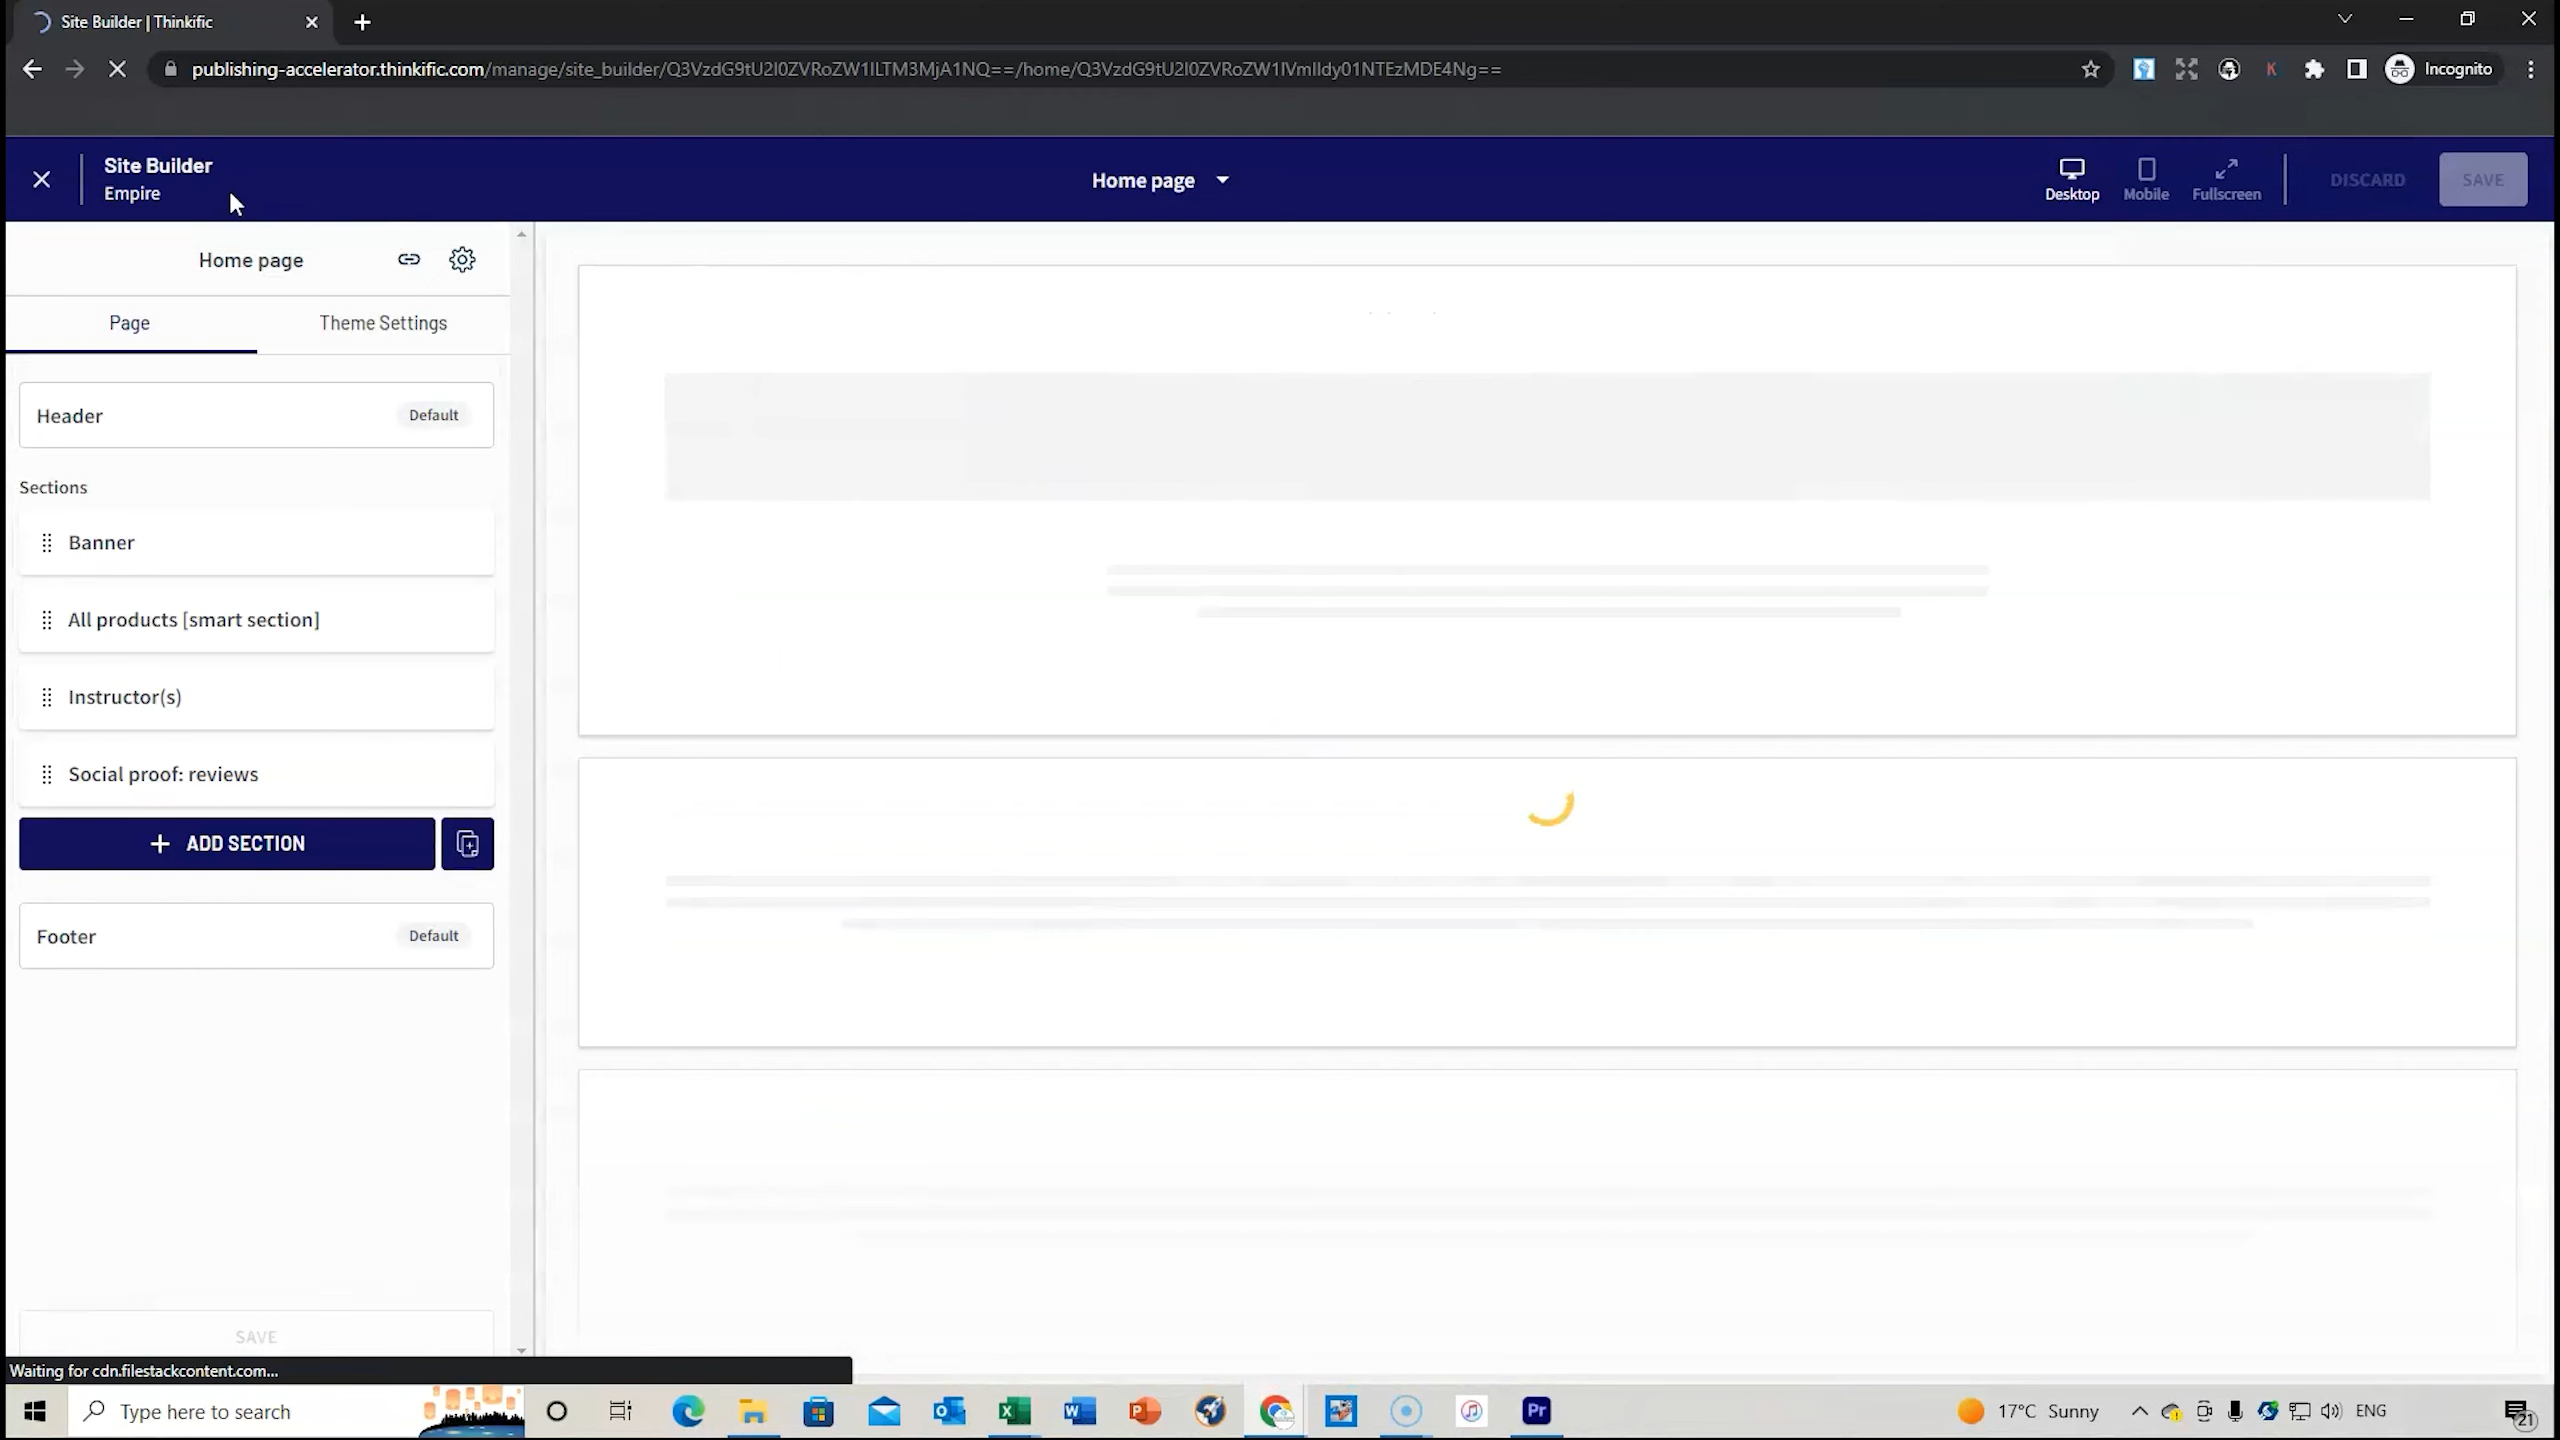 Site Builder | Thinkific
publishing-accelerator.thinkific.com/manage/site_builder/Q3VzdG9tU2l0ZVRoZW1lLTM3MjA1NQ==/home/Q3VzdG9tU2l0ZVRoZW1lVmlldy01NTEzMDE4Ng==
Incognito
Site Builder
Empire
Home page
Desktop
Mobile
Fullscreen
DISCARD
SAVE
Home page
Page
Theme Settings
Header
Default
Sections
Banner
All products [smart section]
Instructor(s)
Social proof: reviews
ADD SECTION
Footer
Default
SAVE
Waiting for cdn.filestackcontent.com...
Type here to search
17°C Sunny
ENG
21